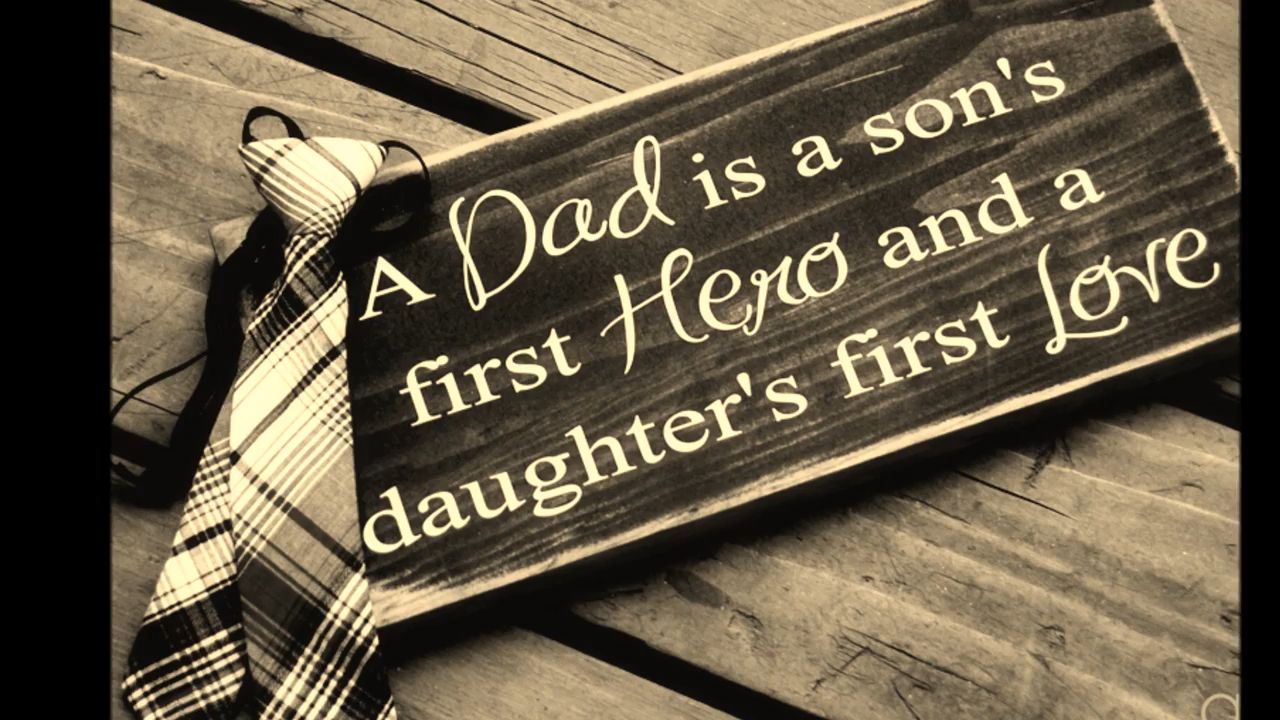 A Dad is a son's
first Hero and a
daughter's first Love